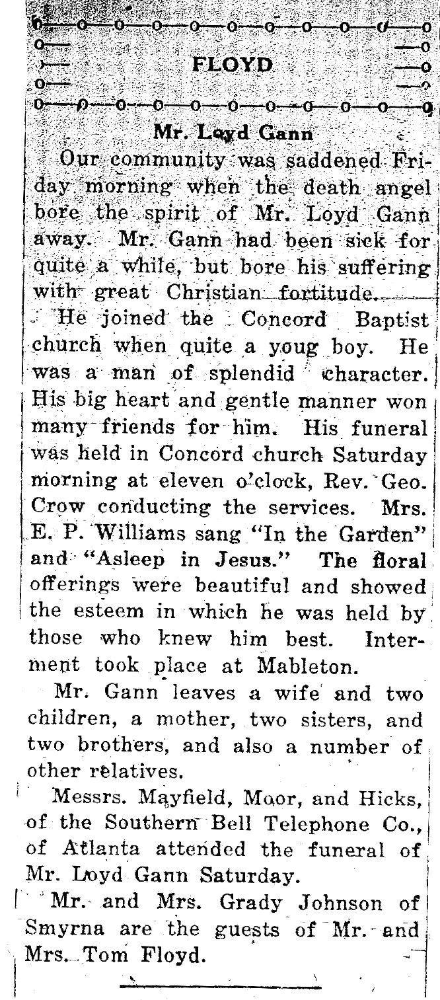 FLOYD
Mr. Loyd Gann
Our community was saddened Fri-
day morning when the death angel
bore the spirit of Mr. Loyd Gann
away. Mr. Gann had been sick for
quite a while, but bore his suffering
with great Christian fortitude.
He joined the Concord Baptist
church when quite a youg boy. He
was a man of splendid character.
His big heart and gentle manner won
many friends for him. His funeral
was held in Concord church Saturday
morning at eleven o'clock, Rev. Geo.
Crow conducting the services. Mrs.
E. P. Williams sang "In the Garden"
and "Asleep in Jesus." The floral
offerings were beautiful and showed
the esteem in which he was held by
those who knew him best. Inter-
ment took place at Mableton.
Mr. Gann leaves a wife and two
children, a mother, two sisters, and
two brothers, and also a number of
other relatives.
Messrs. Mayfield, Moor, and Hicks,
of the Southern Bell Telephone Co.,
of Atlanta attended the funeral of
Mr. Loyd Gann Saturday.
Mr. and Mrs. Grady Johnson of
Smyrna are the guests of Mr. and
Mrs. Tom Floyd.